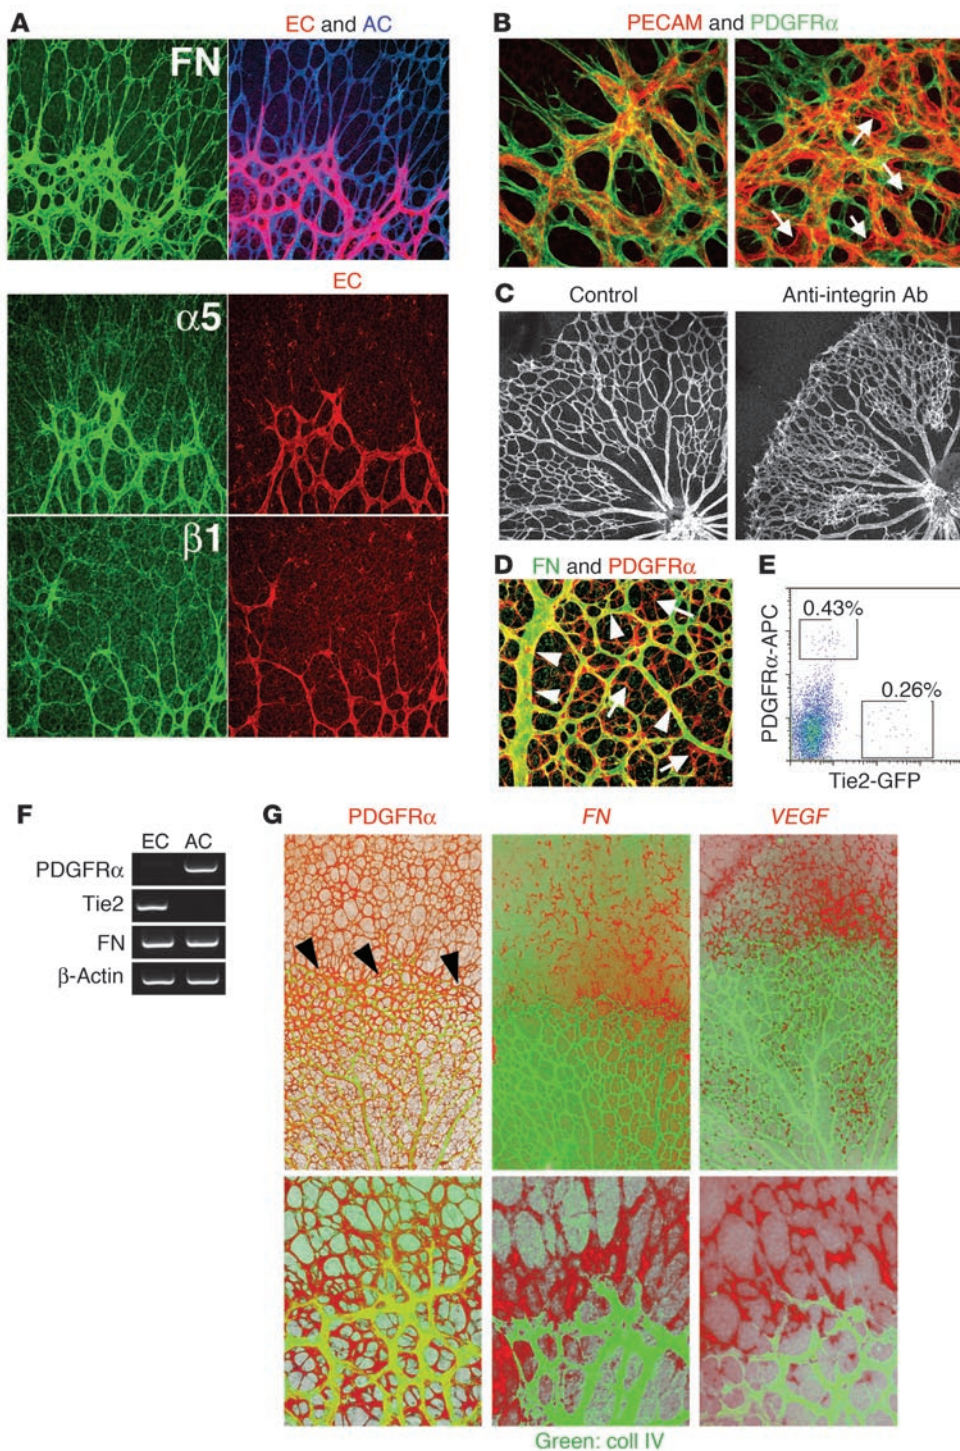 A
EC and AC
FN
EC
α5
β1
B
PECAM and PDGFRα
C
Control
Anti-integrin Ab
D
FN and PDGFRα
E
0.43%
0.26%
PDGFRα-APC
Tie2-GFP
F
EC AC
PDGFRα
Tie2
FN
β-Actin
G
PDGFRα
FN
VEGF
Green: coll IV